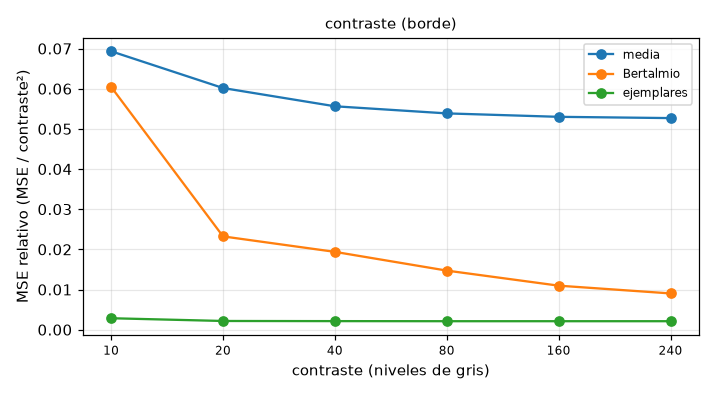 contraste (borde)
MSE relativo (MSE / contraste²)
0.07
0.06
0.05
0.04
0.03
0.02
0.01
0.00
media
Bertalmio
ejemplares
10 20 40 80 160 240
contraste (niveles de gris)